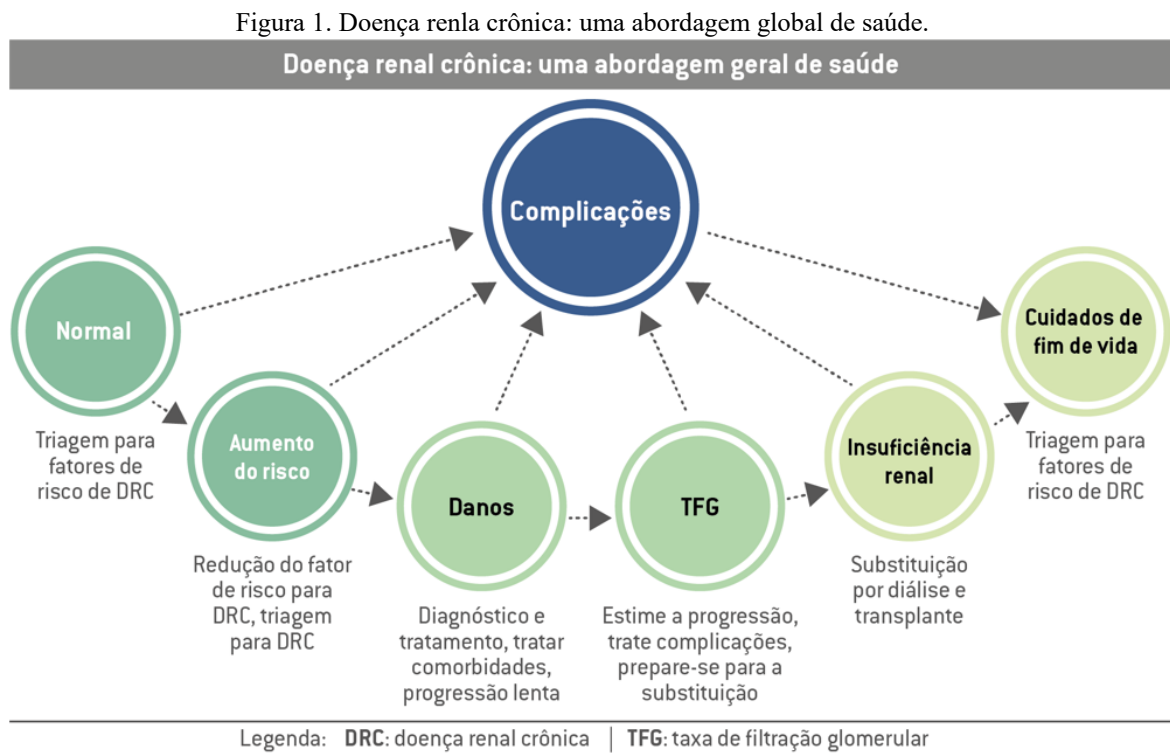 Figura 1. Doença renla crônica: uma abordagem global de saúde.
Doença renal crônica: uma abordagem geral de saúde
Complicações
Normal
Triagem para
fatores de
risco de DRC
Aumento
do risco
Redução do fator
de risco para
DRC, triagem
para DRC
Danos
Diagnóstico e
tratamento, tratar
comorbidades,
progressão lenta
TFG
Estime a progressão,
trate complicações,
prepare-se para a
substituição
Insuficiência
renal
Substituição
por diálise e
transplante
Cuidados de
fim de vida
Triagem para
fatores de
risco de DRC
Legenda: DRC: doença renal crônica | TFG: taxa de filtração glomerular